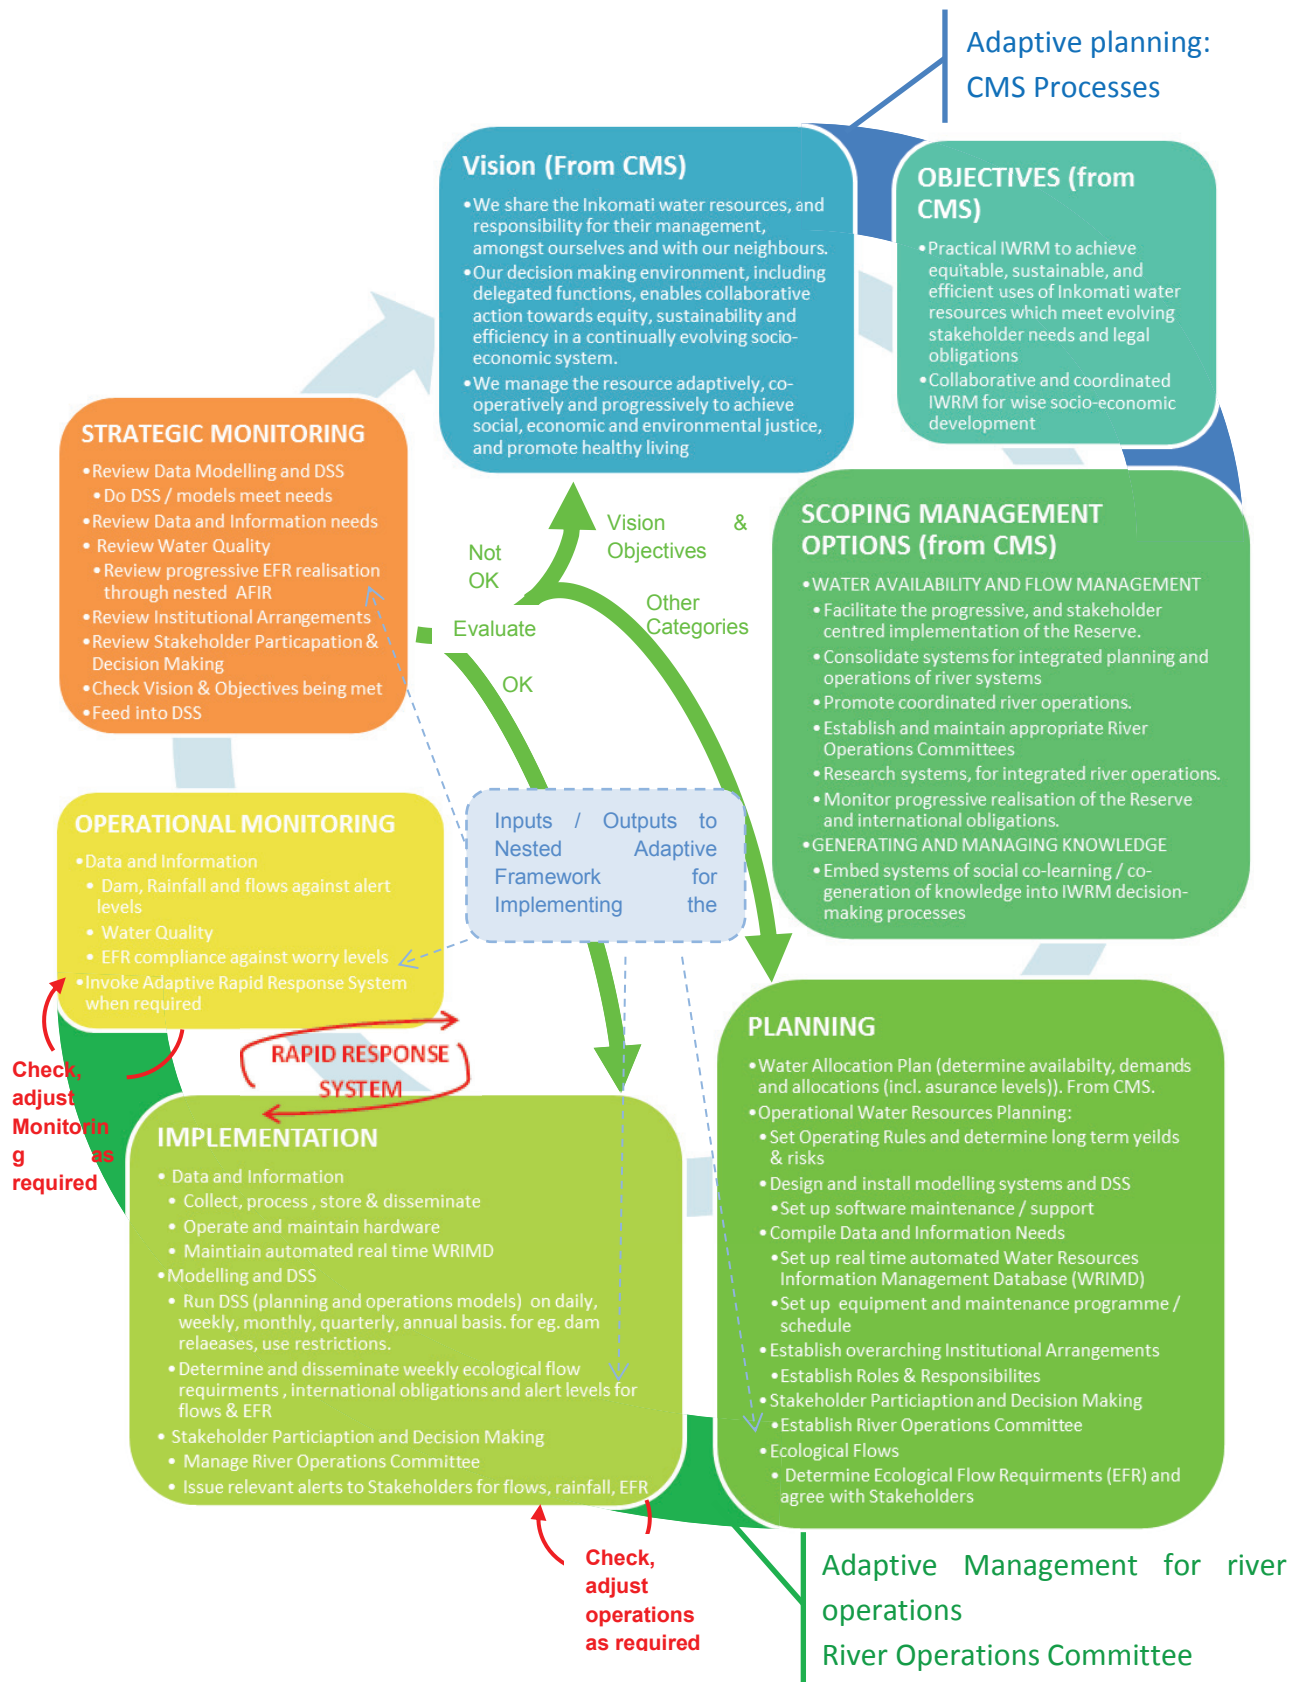 Adaptive planning:
CMS Processes
Vision (From CMS)
•We share the Inkomati water resources, and
responsibility for their management,
amongst ourselves and with our neighbours.
•Our decision making environment, including
delegated functions, enables collaborative
action towards equity, sustainability and
efficiency in a continually evolving socio-
economic system.
•We manage the resource adaptively, co-
operatively and progressively to achieve
social, economic and environmental justice,
and promote healthy living
OBJECTIVES (from
CMS)
•Practical IWRM to achieve
equitable, sustainable, and
efficient uses of Inkomati water
resources which meet evolving
stakeholder needs and legal
obligations
•Collaborative and coordinated
IWRM for wise socio-economic
development
STRATEGIC MONITORING
•Review Data Modelling and DSS
•Do DSS / models meet needs
•Review Data and Information needs
• Review Water Quality
•Review progressive EFR realisation
through nested AFIR
•Review Institutional Arrangements
•Review Stakeholder Particapation &
Decision Making
•Check Vision & Objectives being met
•Feed into DSS
Not
OK
Evaluate
OK
Vision &
Objectives
Other
Categories
SCOPING MANAGEMENT
OPTIONS (from CMS)
•WATER AVAILABILITY AND FLOW MANAGEMENT
•Facilitate the progressive, and stakeholder
centred implementation of the Reserve.
•Consolidate systems for integrated planning and
operations of river systems
•Promote coordinated river operations.
•Establish and maintain appropriate River
Operations Committees
•Research systems, for integrated river operations.
•Monitor progressive realisation of the Reserve
and international obligations.
•GENERATING AND MANAGING KNOWLEDGE
•Embed systems of social co-learning / co-
generation of knowledge into IWRM decision-
making processes
OPERATIONAL MONITORING
•Data and Information
• Dam, Rainfall and flows against alert
levels
• Water Quality
• EFR compliance against worry levels
•Invoke Adaptive Rapid Response System
when required
Inputs / Outputs to
Nested Adaptive
Framework for
Implementing the
Check,
adjust
Monitorin
g as
required
RAPID RESPONSE
SYSTEM
IMPLEMENTATION
• Data and Information
• Collect, process , store & disseminate
• Operate and maintain hardware
• Maintiain automated real time WRIMD
•Modelling and DSS
• Run DSS (planning and operations models) on daily,
weekly, monthly, quarterly, annual basis. for eg. dam
relaeases, use restrictions.
•Determine and disseminate weekly ecological flow
requirments , international obligations and alert levels for
flows & EFR
• Stakeholder Particiaption and Decision Making
• Manage River Operations Committee
• Issue relevant alerts to Stakeholders for flows, rainfall, EFR
PLANNING
•Water Allocation Plan (determine availabilty, demands
and allocations (incl. asurance levels)). From CMS.
•Operational Water Resources Planning:
•Set Operating Rules and determine long term yeilds
& risks
•Design and install modelling systems and DSS
•Set up software maintenance / support
•Compile Data and Information Needs
•Set up real time automated Water Resources
Information Management Database (WRIMD)
•Set up equipment and maintenance programme /
schedule
•Establish overarching Institutional Arrangements
•Establish Roles & Responsibilites
•Stakeholder Particiaption and Decision Making
•Establish River Operations Committee
•Ecological Flows
• Determine Ecological Flow Requirments (EFR) and
agree with Stakeholders
Check,
adjust
operations
as required
Adaptive Management for river
operations
River Operations Committee